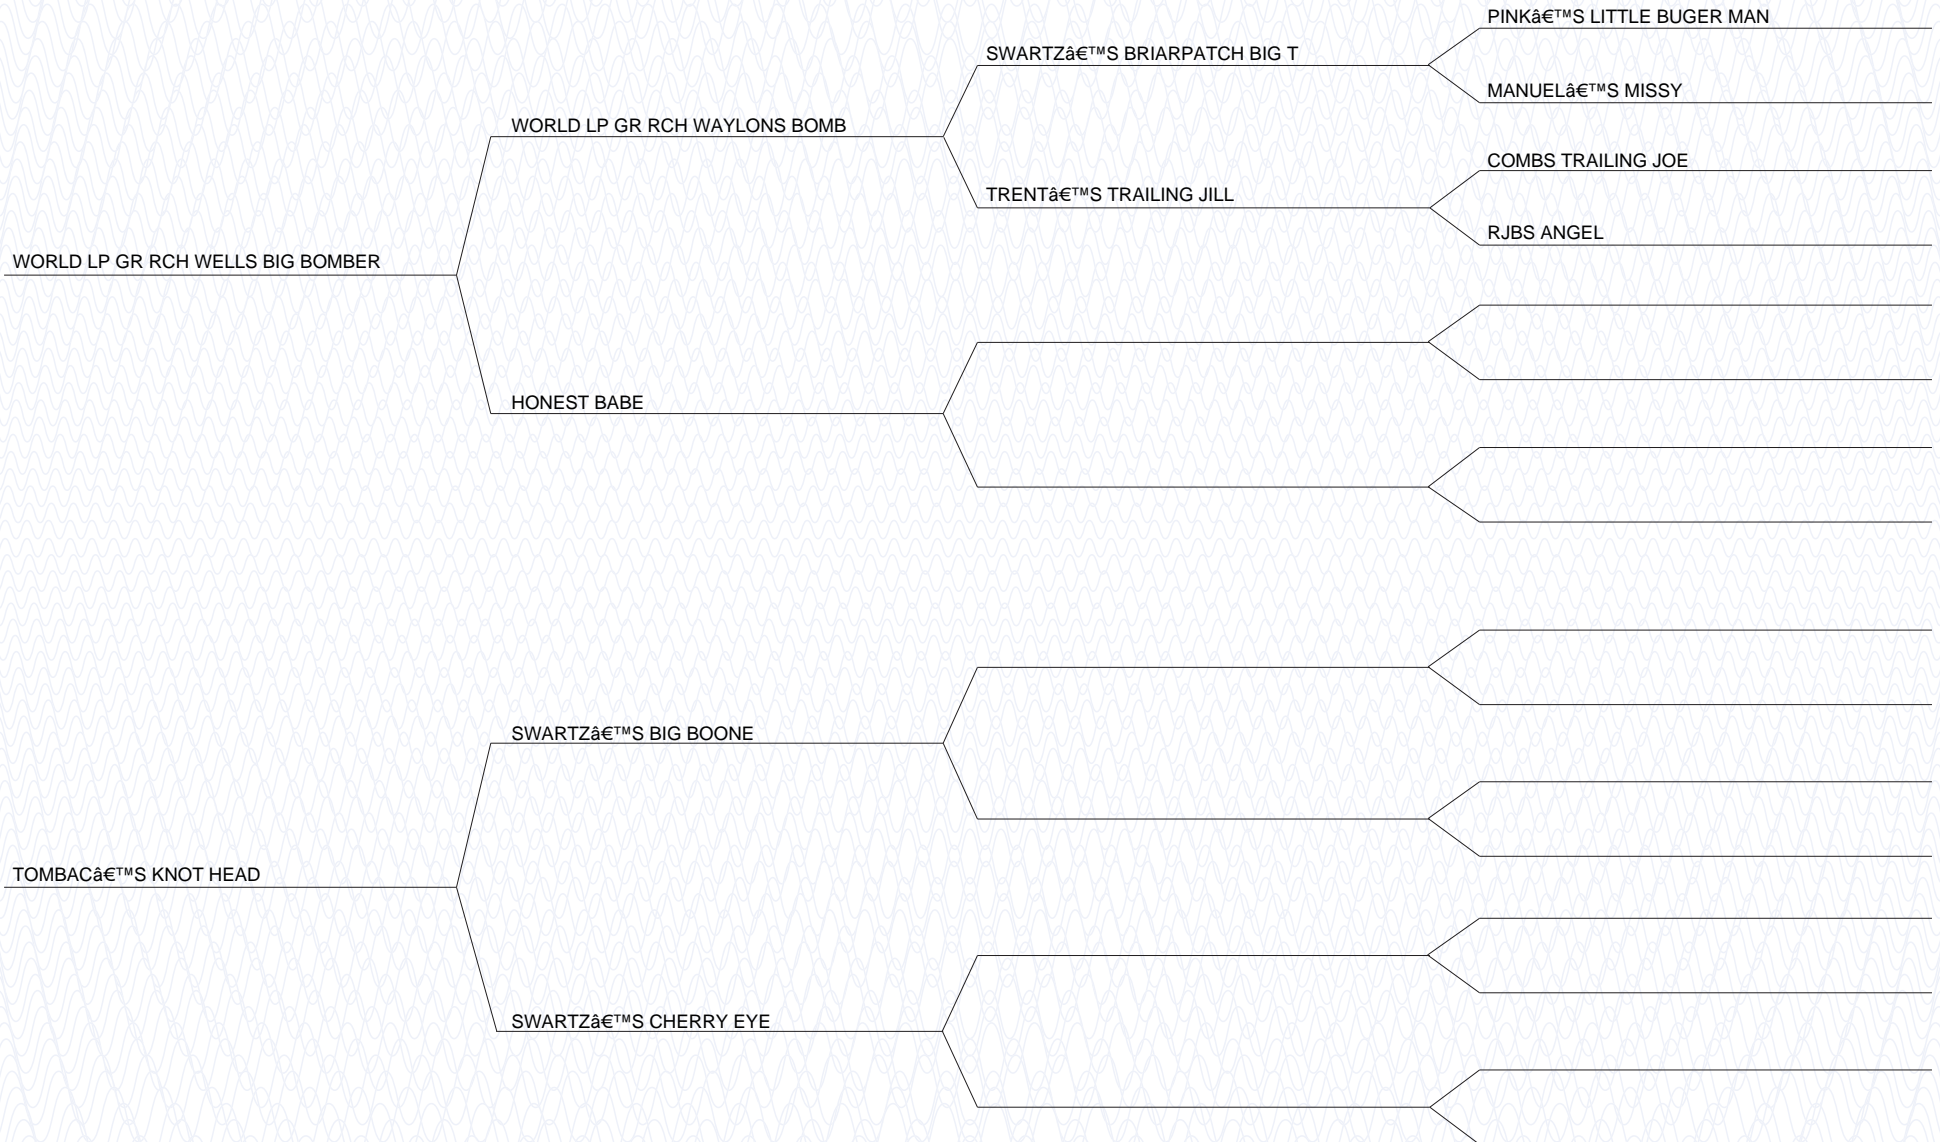 PINKâ€™S LITTLE BUGER MAN
SWARTZâ€™S BRIARPATCH BIG T
MANUELâ€™S MISSY
WORLD LP GR RCH WAYLONS BOMB
COMBS TRAILING JOE
TRENTâ€™S TRAILING JILL
RJBS ANGEL
WORLD LP GR RCH WELLS BIG BOMBER
HONEST BABE
SWARTZâ€™S BIG BOONE
TOMBACâ€™S KNOT HEAD
SWARTZâ€™S CHERRY EYE